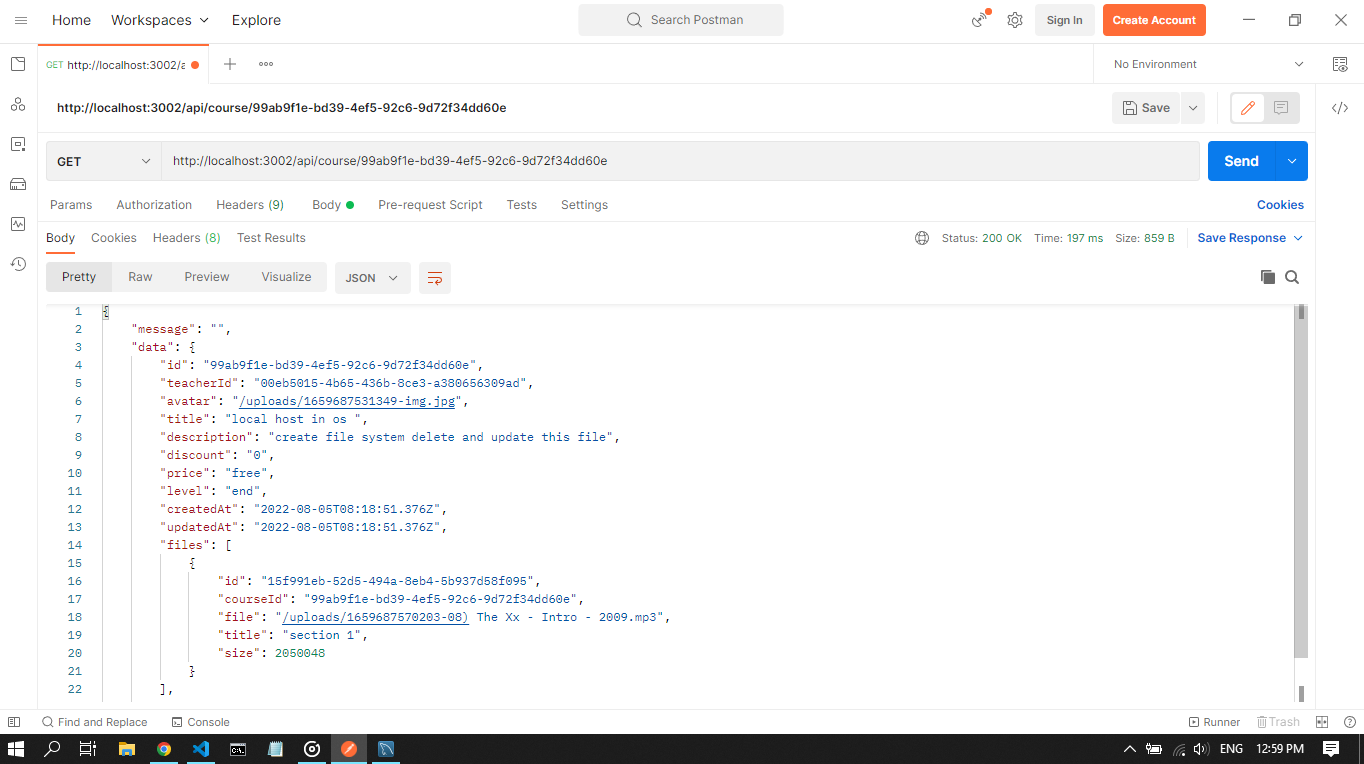 Home Workspaces Explore Search Postman Sign In Create Account
GET http://localhost:3002/a No Environment
http://localhost:3002/api/course/99ab9f1e-bd39-4ef5-92c6-9d72f34dd60e Save
GET http://localhost:3002/api/course/99ab9f1e-bd39-4ef5-92c6-9d72f34dd60e Send
Params Authorization Headers (9) Body Pre-request Script Tests Settings Cookies
Body Cookies Headers (8) Test Results Status: 200 OK Time: 197 ms Size: 859 B Save Response
Pretty Raw Preview Visualize JSON
1 {
2 "message": "",
3 "data": {
4 "id": "99ab9f1e-bd39-4ef5-92c6-9d72f34dd60e",
5 "teacherId": "00eb5015-4b65-436b-8ce3-a380656309ad",
6 "avatar": "/uploads/1659687531349-img.jpg",
7 "title": "local host in os ",
8 "description": "create file system delete and update this file",
9 "discount": "0",
10 "price": "free",
11 "level": "end",
12 "createdAt": "2022-08-05T08:18:51.376Z",
13 "updatedAt": "2022-08-05T08:18:51.376Z",
14 "files": [
15 {
16 "id": "15f991eb-52d5-494a-8eb4-5b937d58f095",
17 "courseId": "99ab9f1e-bd39-4ef5-92c6-9d72f34dd60e",
18 "file": "/uploads/1659687570203-08) The Xx - Intro - 2009.mp3",
19 "title": "section 1",
20 "size": 2050048
21 }
22 ],
Find and Replace Console Runner Trash
ENG 12:59 PM